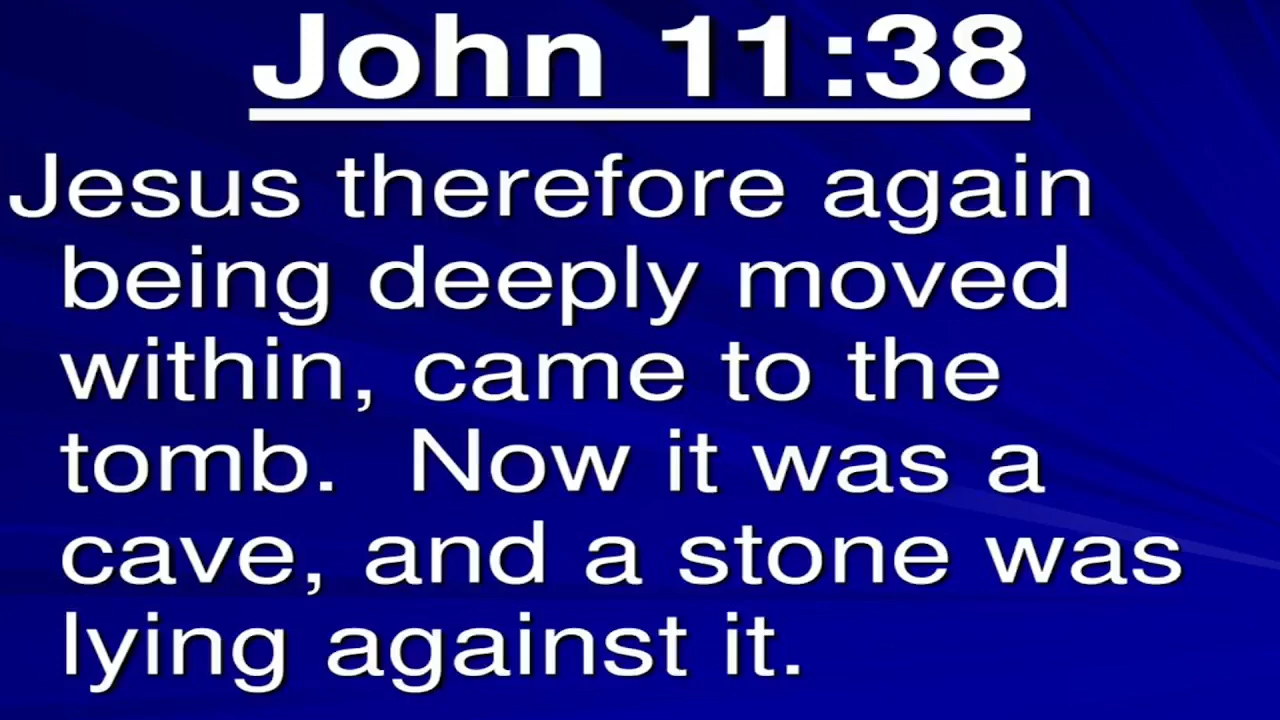 John 11:38
Jesus therefore again
being deeply moved
within, came to the
tomb.  Now it was a
cave, and a stone was
lying against it.